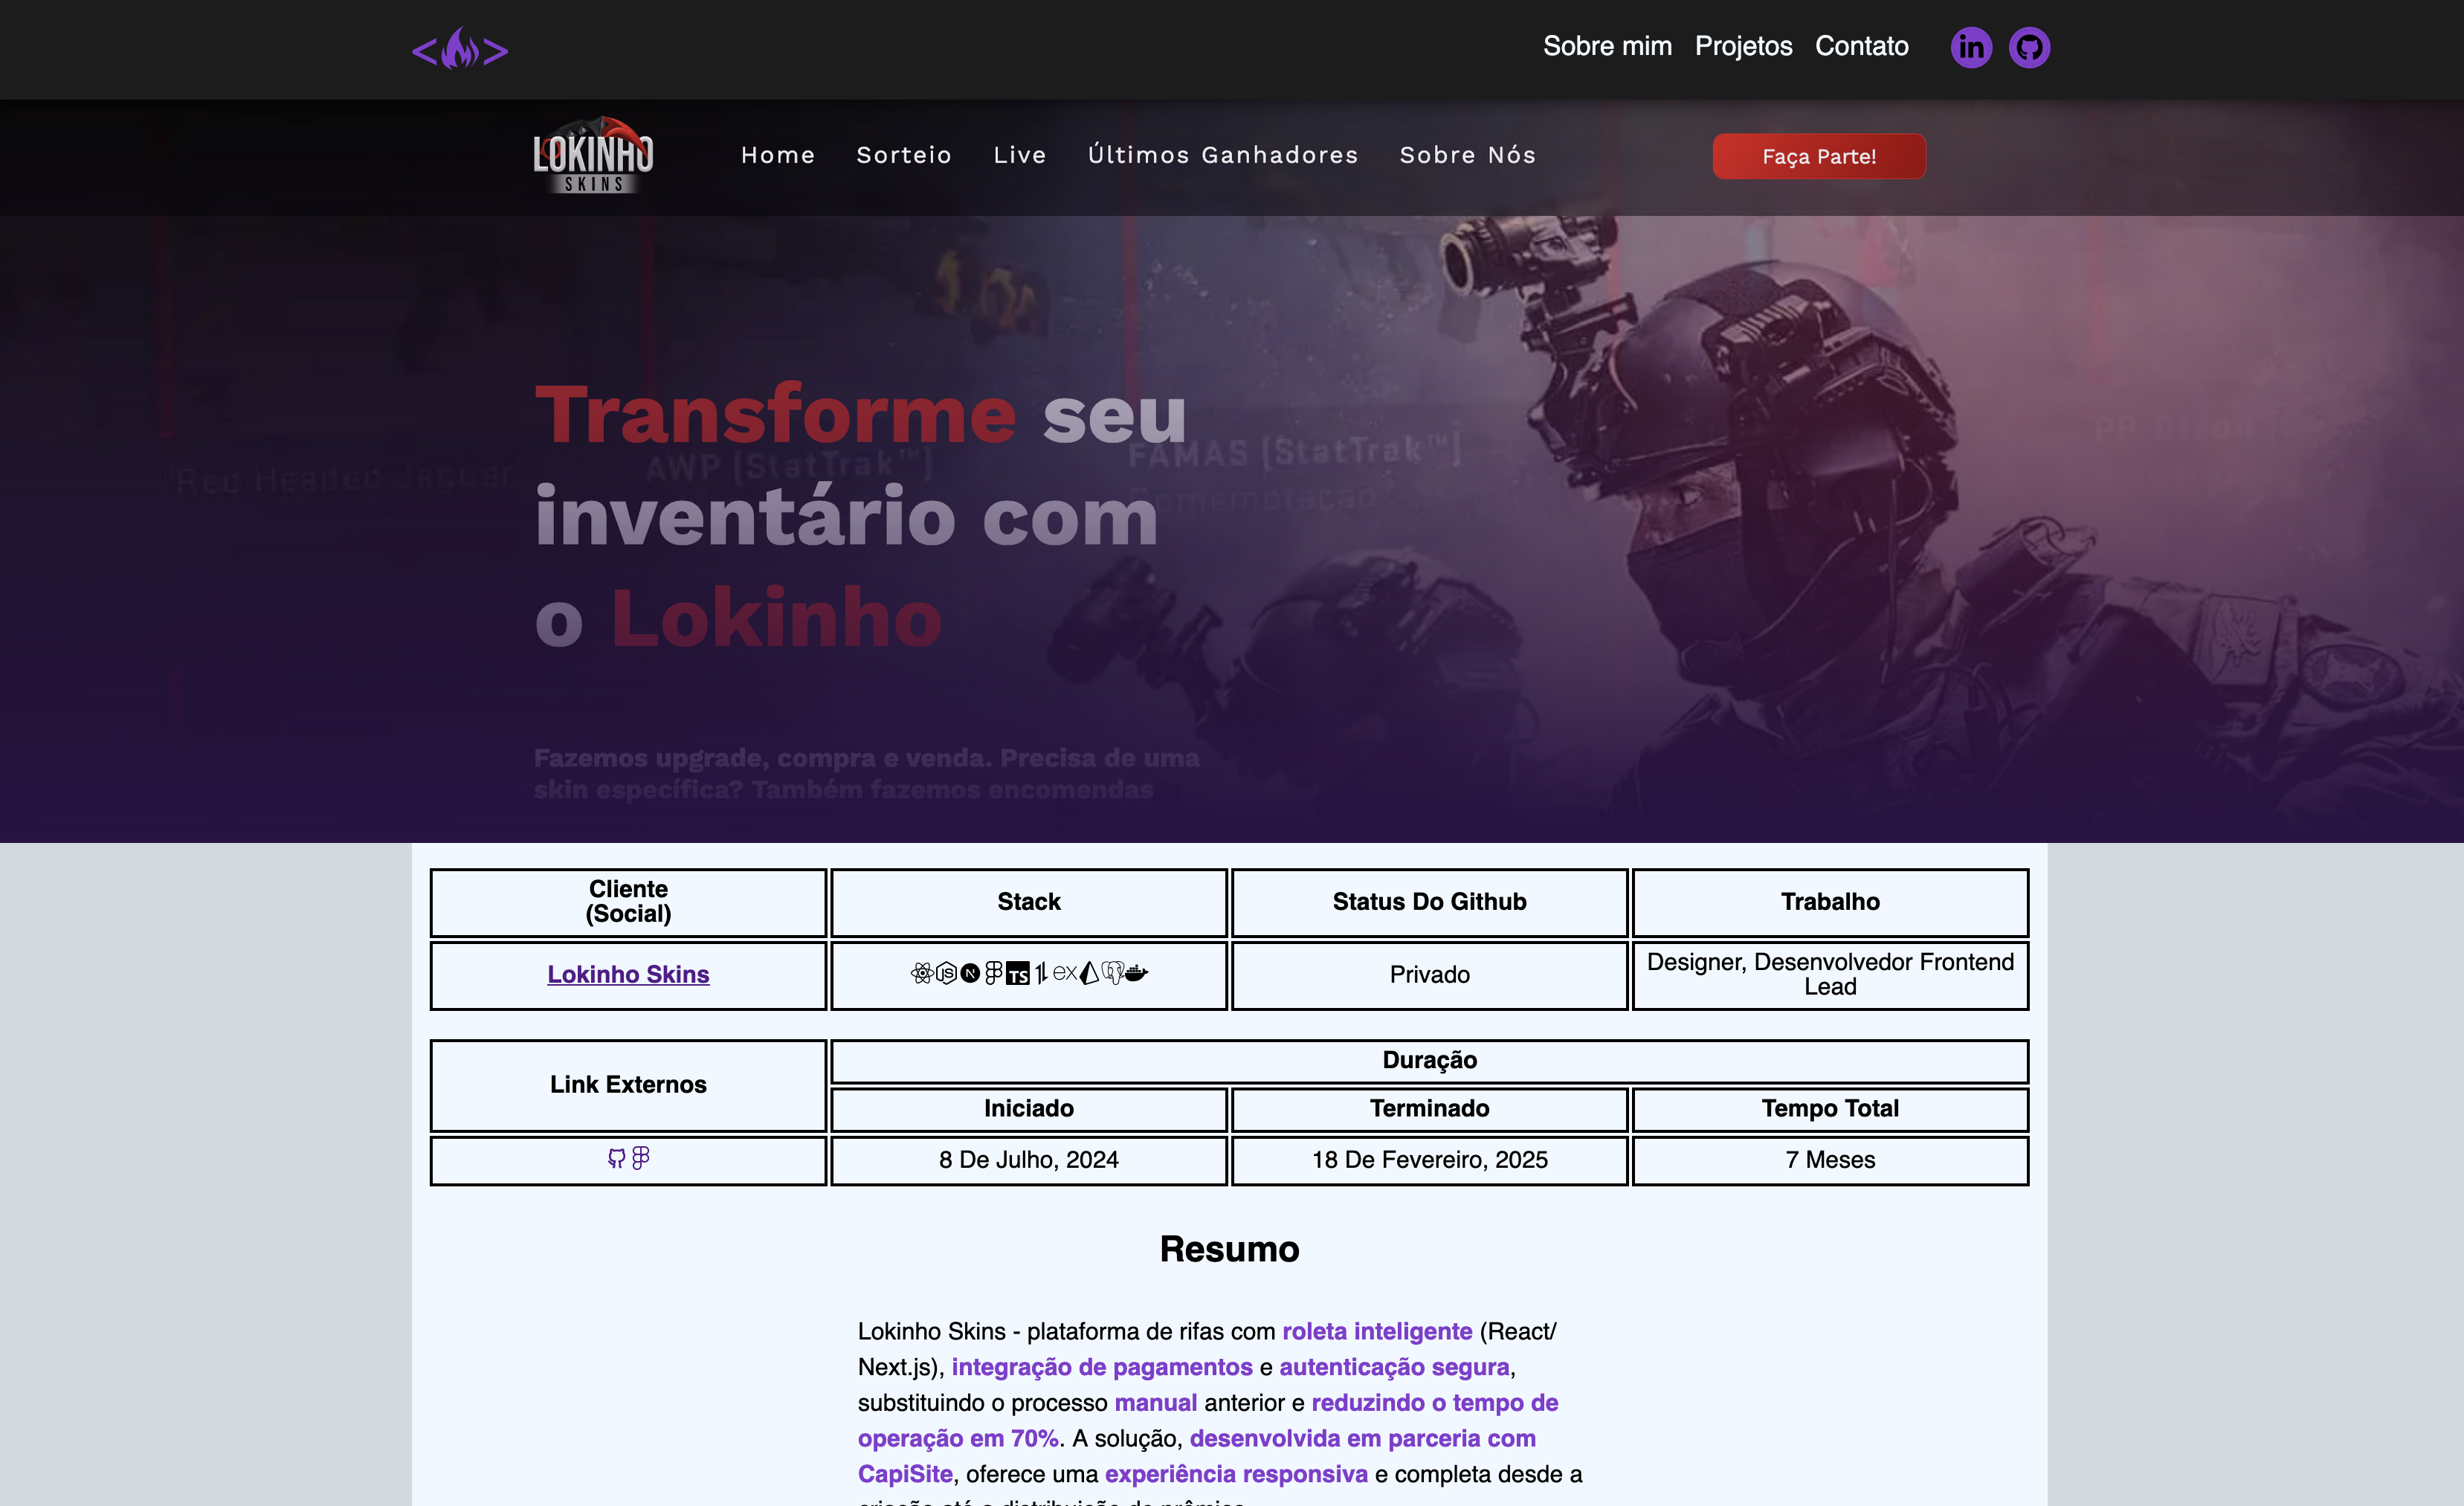 Sobre mim Projetos Contato in
LOKINHO
SKINS
Home Sorteio Live Últimos Ganhadores Sobre Nós Faça Parte!
Transforme seu
inventário com
o Lokinho
"Red Headed Jaguar"
AWP [StatTrak™]
FAMAS [StatTrak™]
Fazemos upgrade, compra e venda. Precisa de uma
skin específica? Também fazemos encomendas
Cliente
(Social)
Stack
Status Do Github
Trabalho
Lokinho Skins
JS N TS ex
Privado
Designer, Desenvolvedor Frontend
Lead
Link Externos
Duração
Iniciado
Terminado
Tempo Total
8 De Julho, 2024
18 De Fevereiro, 2025
7 Meses
Resumo
Lokinho Skins - plataforma de rifas com roleta inteligente (React/
Next.js), integração de pagamentos e autenticação segura,
substituindo o processo manual anterior e reduzindo o tempo de
operação em 70%. A solução, desenvolvida em parceria com
CapiSite, oferece uma experiência responsiva e completa desde a